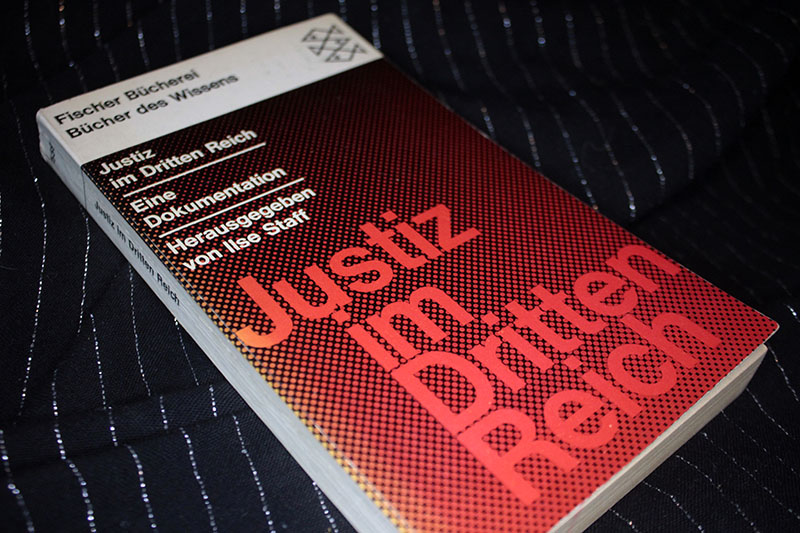 Fischer Bücherei
Bücher des Wissens
Justiz
im Dritten Reich
Eine
Dokumentation
Herausgegeben
von Ilse Staff
Justiz
im
Dritten
Reich
Justiz im Dritten Reich